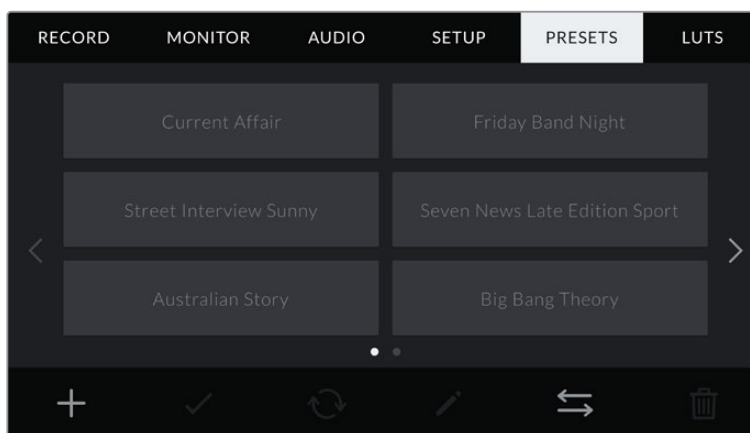 RECORD MONITOR AUDIO SETUP PRESETS LUTS
Current Affair Friday Band Night
Street Interview Sunny Seven News Late Edition Sport
Australian Story Big Bang Theory